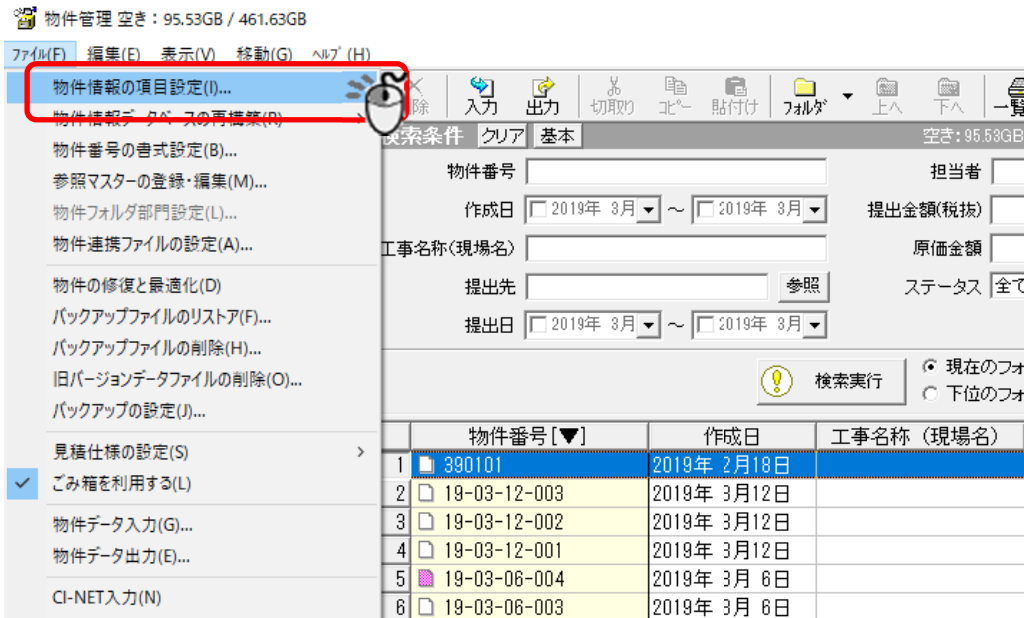 物件管理 空き：95.53GB / 461.63GB
ファイル(F) 編集(E) 表示(V) 移動(G) ヘルプ(H)
物件情報の項目設定(I)...
物件情報データベースの再構築(R)
物件番号の書式設定(B)...
参照マスターの登録・編集(M)...
物件フォルダ部門設定(L)...
物件連携ファイルの設定(A)...
物件の修復と最適化(D)
バックアップファイルのリストア(F)...
バックアップファイルの削除(H)...
旧バージョンデータファイルの削除(O)...
バックアップの設定(J)...
見積仕様の設定(S)
ごみ箱を利用する(L)
物件データ入力(G)...
物件データ出力(E)...
CI-NET入力(N)
除 入力 出力 切取り コピー 貼付け フォルダ 上へ 下へ 一覧
検索条件 クリア 基本 空き:95.53GB
物件番号 担当者
作成日 2019年 3月 ～ 2019年 3月 提出金額(税抜)
工事名称(現場名) 原価金額
提出先 参照 ステータス 全て
提出日 2019年 3月 ～ 2019年 3月
検索実行 現在のフォ
下位のフォ
物件番号[▼] 作成日 工事名称（現場名）
1 390101 2019年 2月18日
2 19-03-12-003 2019年 3月12日
3 19-03-12-002 2019年 3月12日
4 19-03-12-001 2019年 3月12日
5 19-03-06-004 2019年 3月 6日
6 19-03-06-003 2019年 3月 6日